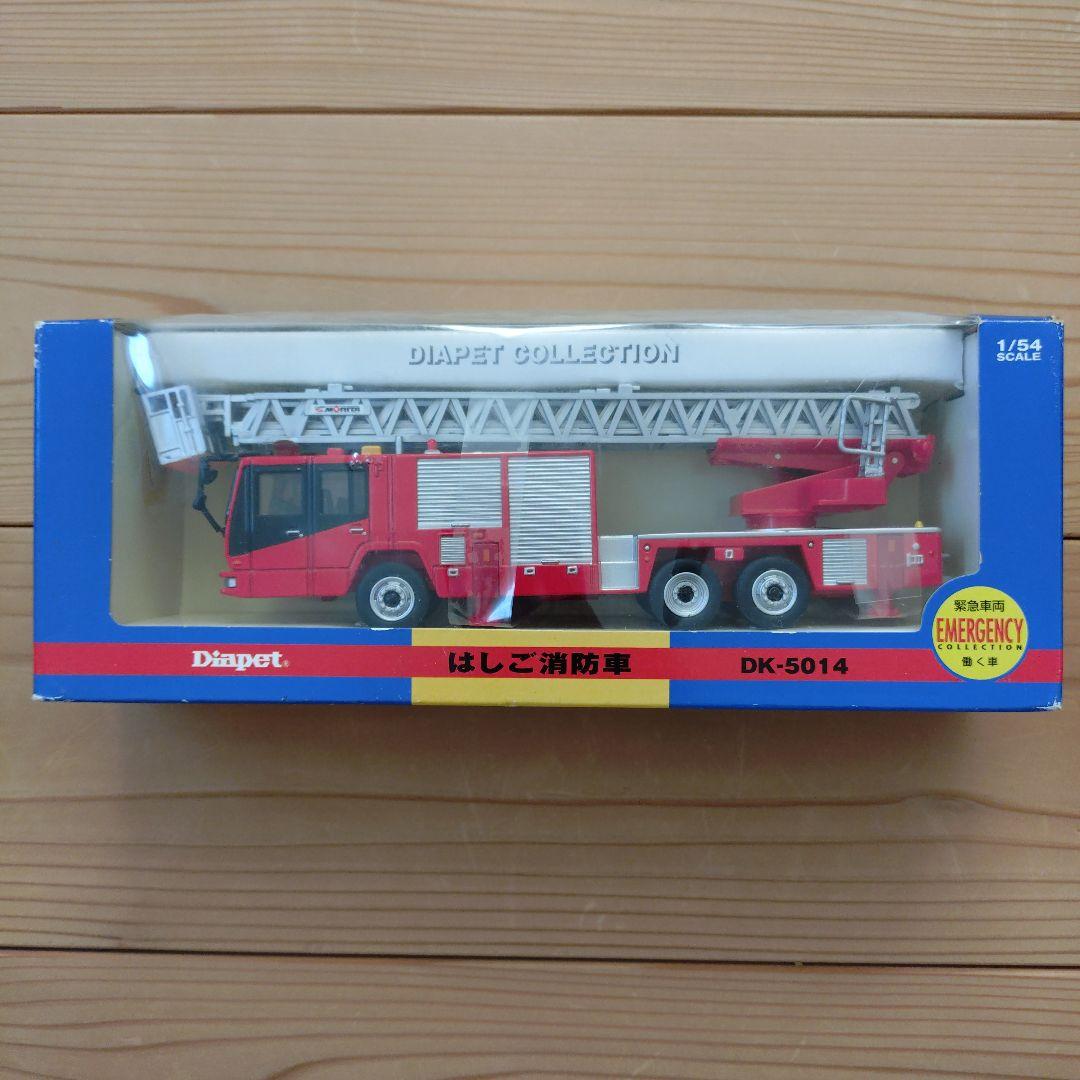 DIAPET COLLECTION
1/54
SCALE
MORITA
緊急車両
EMERGENCY
COLLECTION
働く車
Diapet®
はしご消防車
DK-5014